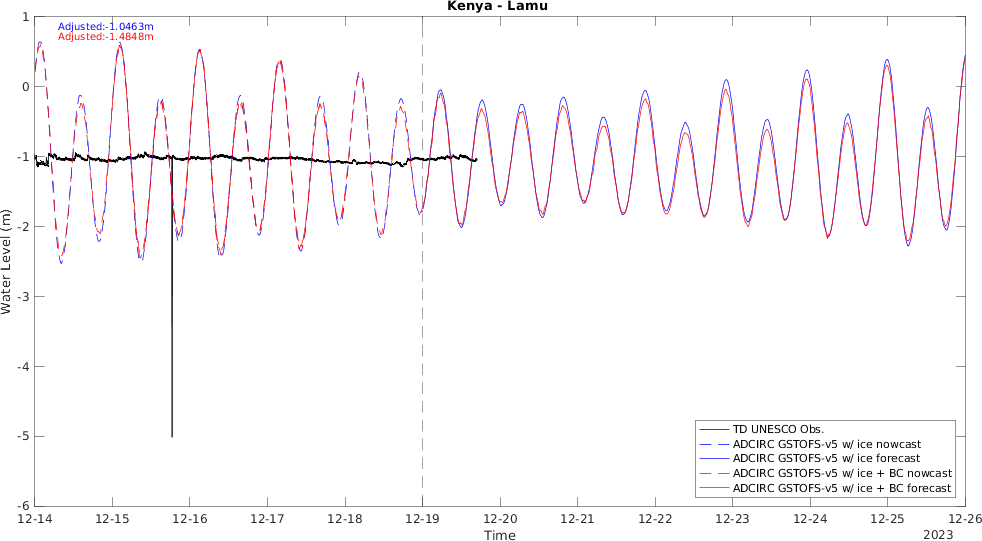 Kenya - Lamu
Adjusted:-1.0463m
Adjusted:-1.4848m
1
0
-1
-2
-3
-4
-5
-6
Water Level (m)
TD UNESCO Obs.
ADCIRC GSTOFS-v5 w/ ice nowcast
ADCIRC GSTOFS-v5 w/ ice forecast
ADCIRC GSTOFS-v5 w/ ice + BC nowcast
ADCIRC GSTOFS-v5 w/ ice + BC forecast
12-14 12-15 12-16 12-17 12-18 12-19 12-20 12-21 12-22 12-23 12-24 12-25 12-26
Time
2023